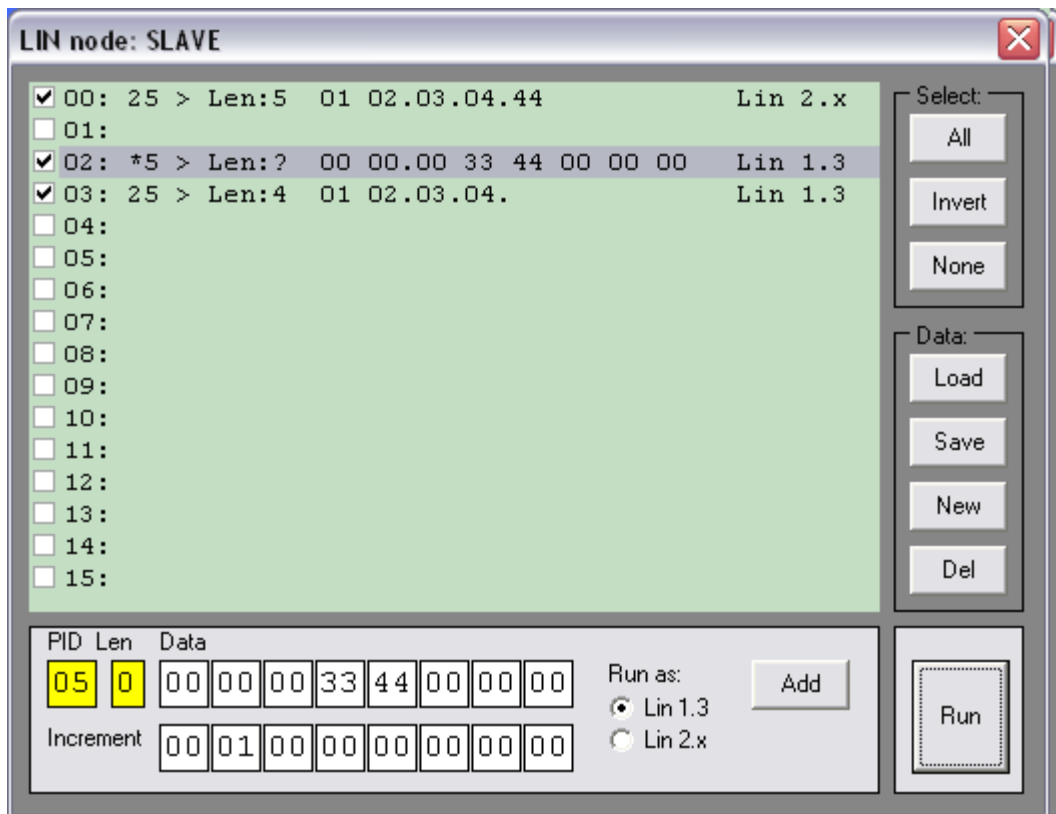 LIN node: SLAVE
00: 25 > Len:5 01 02.03.04.44 Lin 2.x
01:
02: *5 > Len:? 00 00.00 33 44 00 00 00 Lin 1.3
03: 25 > Len:4 01 02.03.04. Lin 1.3
04:
05:
06:
07:
08:
09:
10:
11:
12:
13:
14:
15:
Select:
All
Invert
None
Data:
Load
Save
New
Del
PID Len Data
05 0 00 00 00 33 44 00 00 00
Increment 00 01 00 00 00 00 00 00
Run as:
Lin 1.3
Lin 2.x
Add
Run